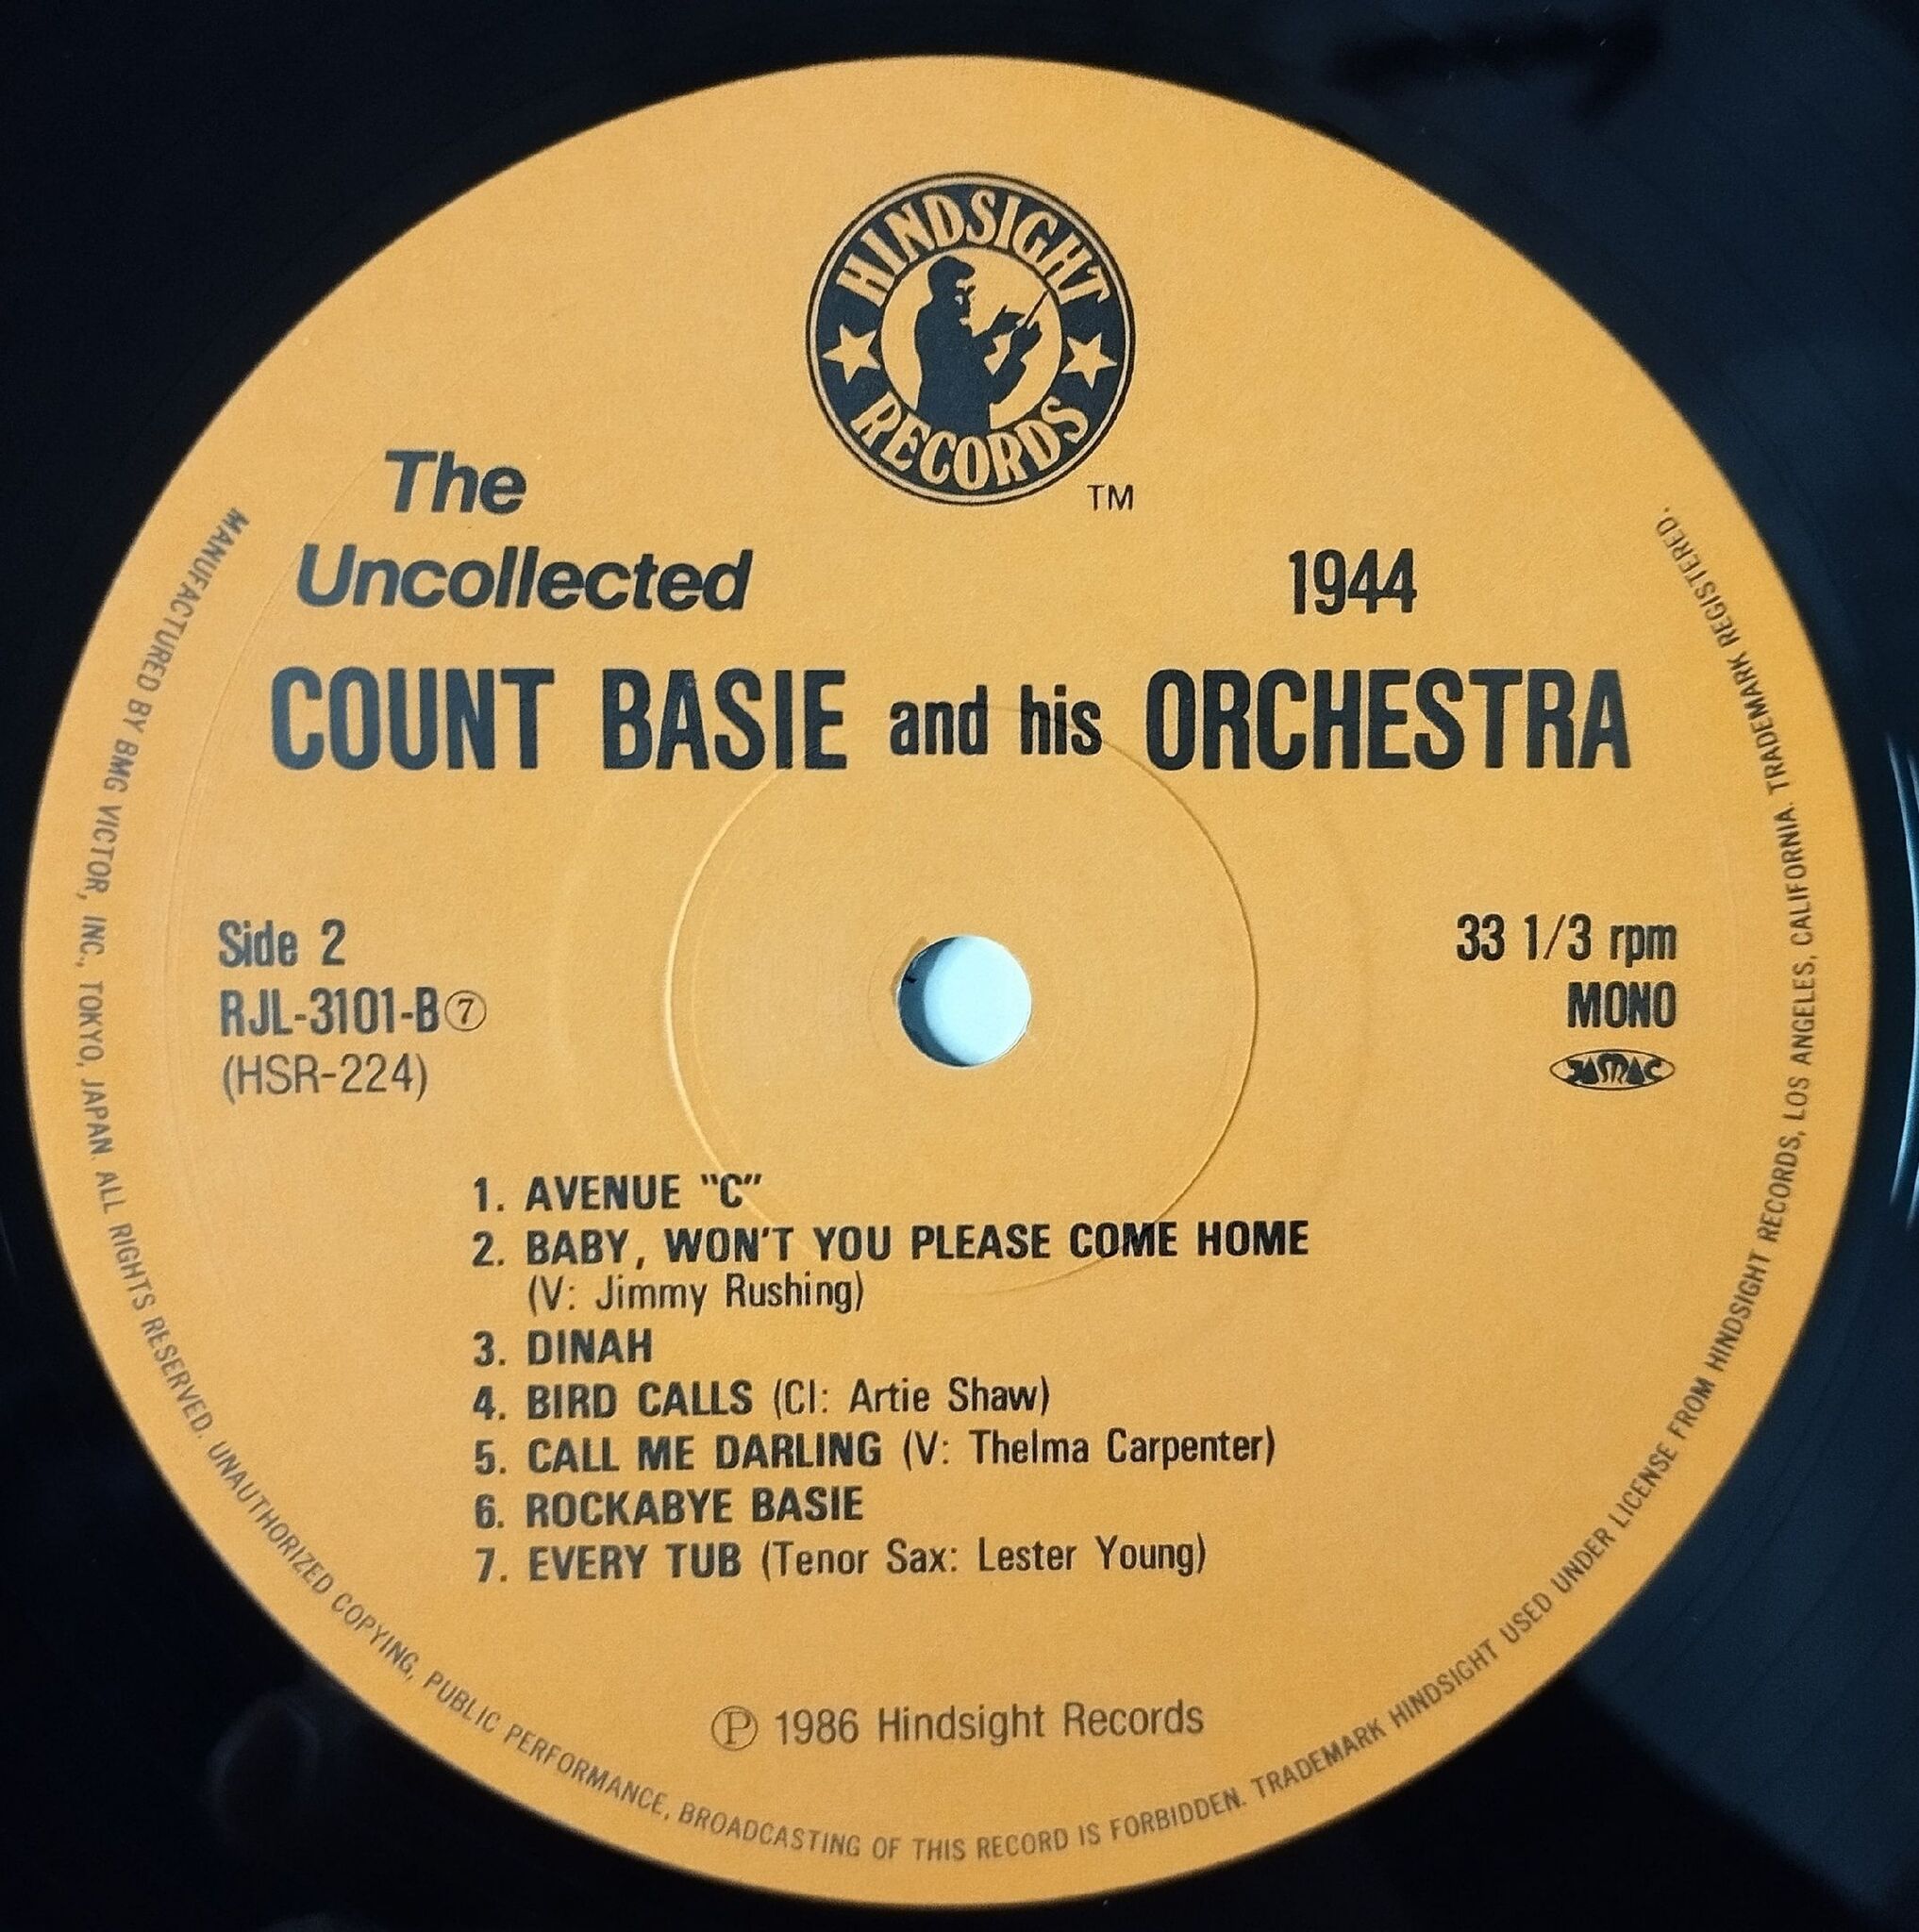 HINDSIGHT
RECORDS
TM
The
Uncollected
1944
COUNT BASIE and his ORCHESTRA
Side 2
RJL-3101-B⑦
(HSR-224)
33 1/3 rpm
MONO
JASRAC
1. AVENUE "C"
2. BABY, WON'T YOU PLEASE COME HOME
(V: Jimmy Rushing)
3. DINAH
4. BIRD CALLS (Cl: Artie Shaw)
5. CALL ME DARLING (V: Thelma Carpenter)
6. ROCKABYE BASIE
7. EVERY TUB (Tenor Sax: Lester Young)
Ⓟ 1986 Hindsight Records
MANUFACTURED BY BMG VICTOR, INC., TOKYO, JAPAN. ALL RIGHTS RESERVED. UNAUTHORIZED COPYING, PUBLIC PERFORMANCE, BROADCASTING OF THIS RECORD IS FORBIDDEN. TRADEMARK HINDSIGHT USED UNDER LICENSE FROM HINDSIGHT RECORDS, LOS ANGELES, CALIFORNIA. TRADEMARK REGISTERED.